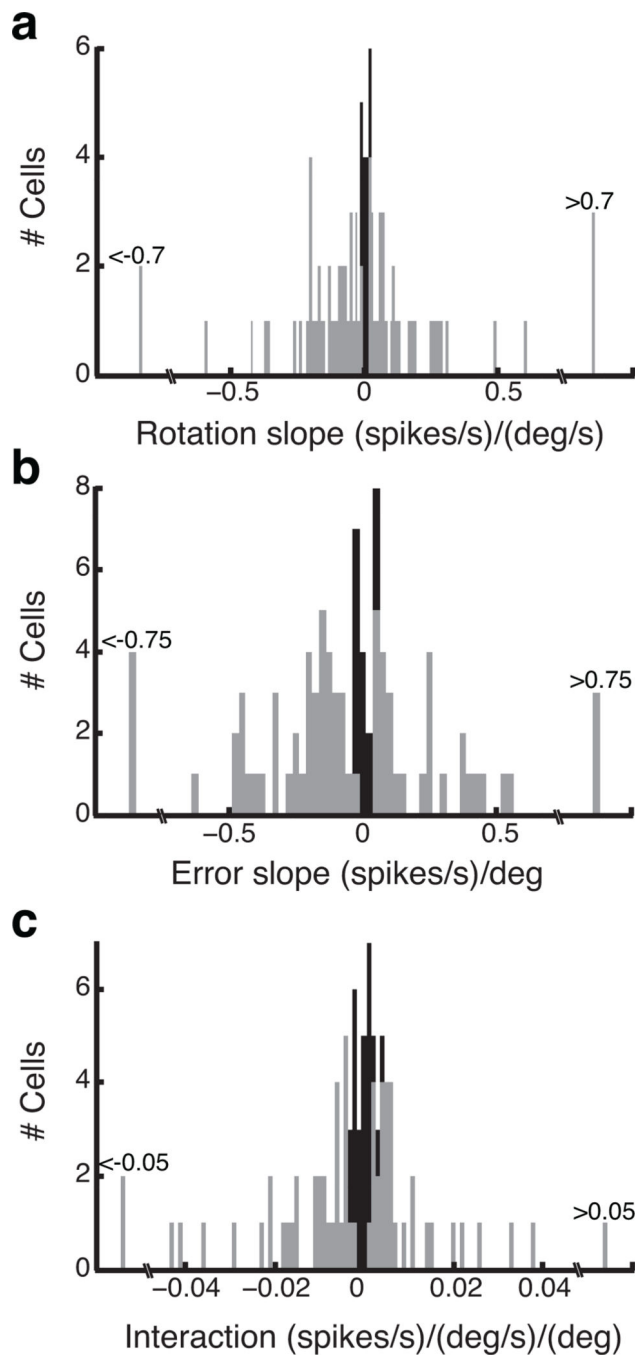 a
6
4
2
0
# Cells
<-0.7
>0.7
−0.5 0 0.5
Rotation slope (spikes/s)/(deg/s)
b
8
6
4
2
0
# Cells
<-0.75
>0.75
−0.5 0 0.5
Error slope (spikes/s)/deg
c
6
4
2
0
# Cells
<-0.05
>0.05
−0.04 −0.02 0 0.02 0.04
Interaction (spikes/s)/(deg/s)/(deg)